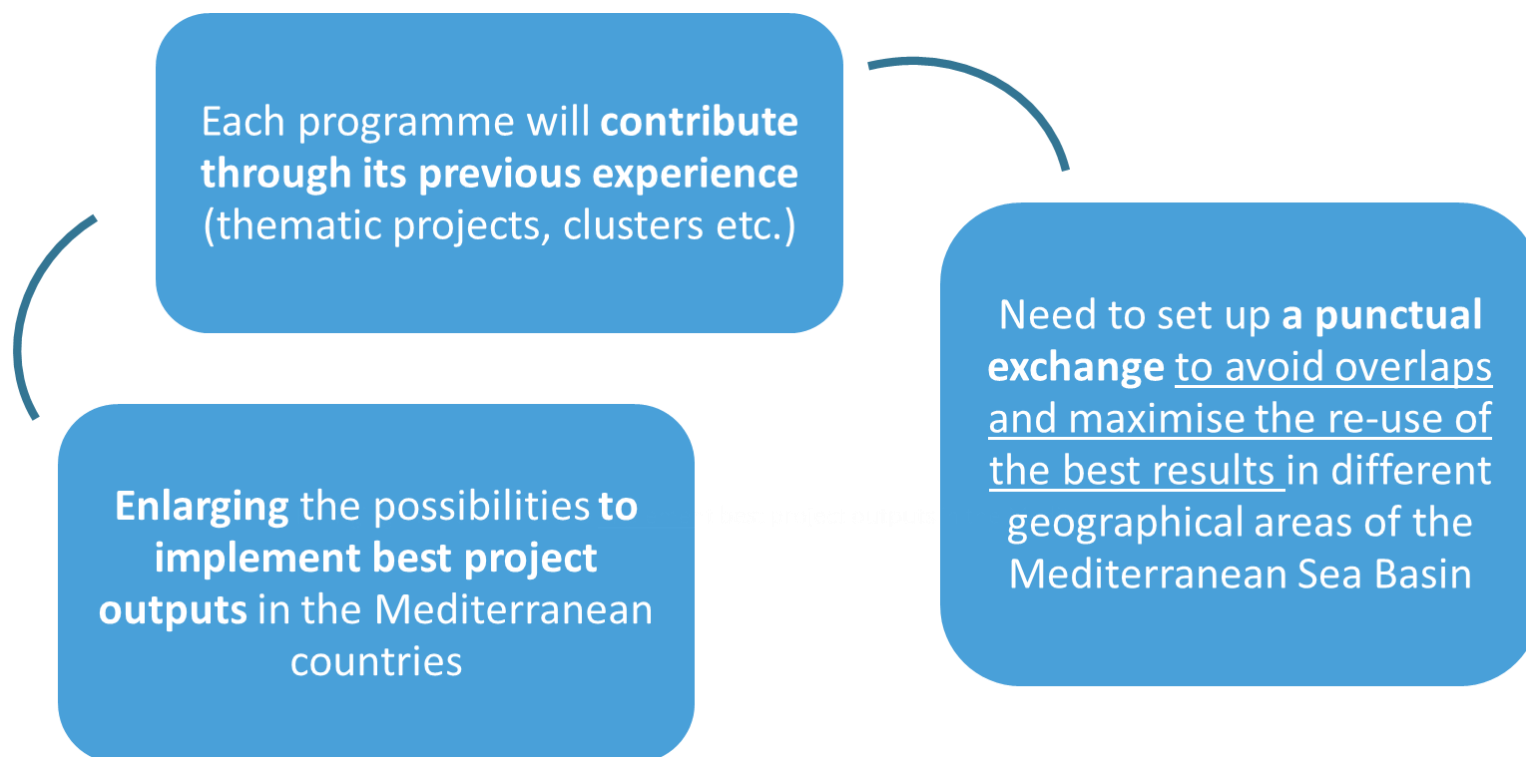 Each programme will contribute
through its previous experience
(thematic projects, clusters etc.)
Need to set up a punctual
exchange to avoid overlaps
and maximise the re-use of
the best results in different
geographical areas of the
Mediterranean Sea Basin
Enlarging the possibilities to
implement best project
outputs in the Mediterranean
countries